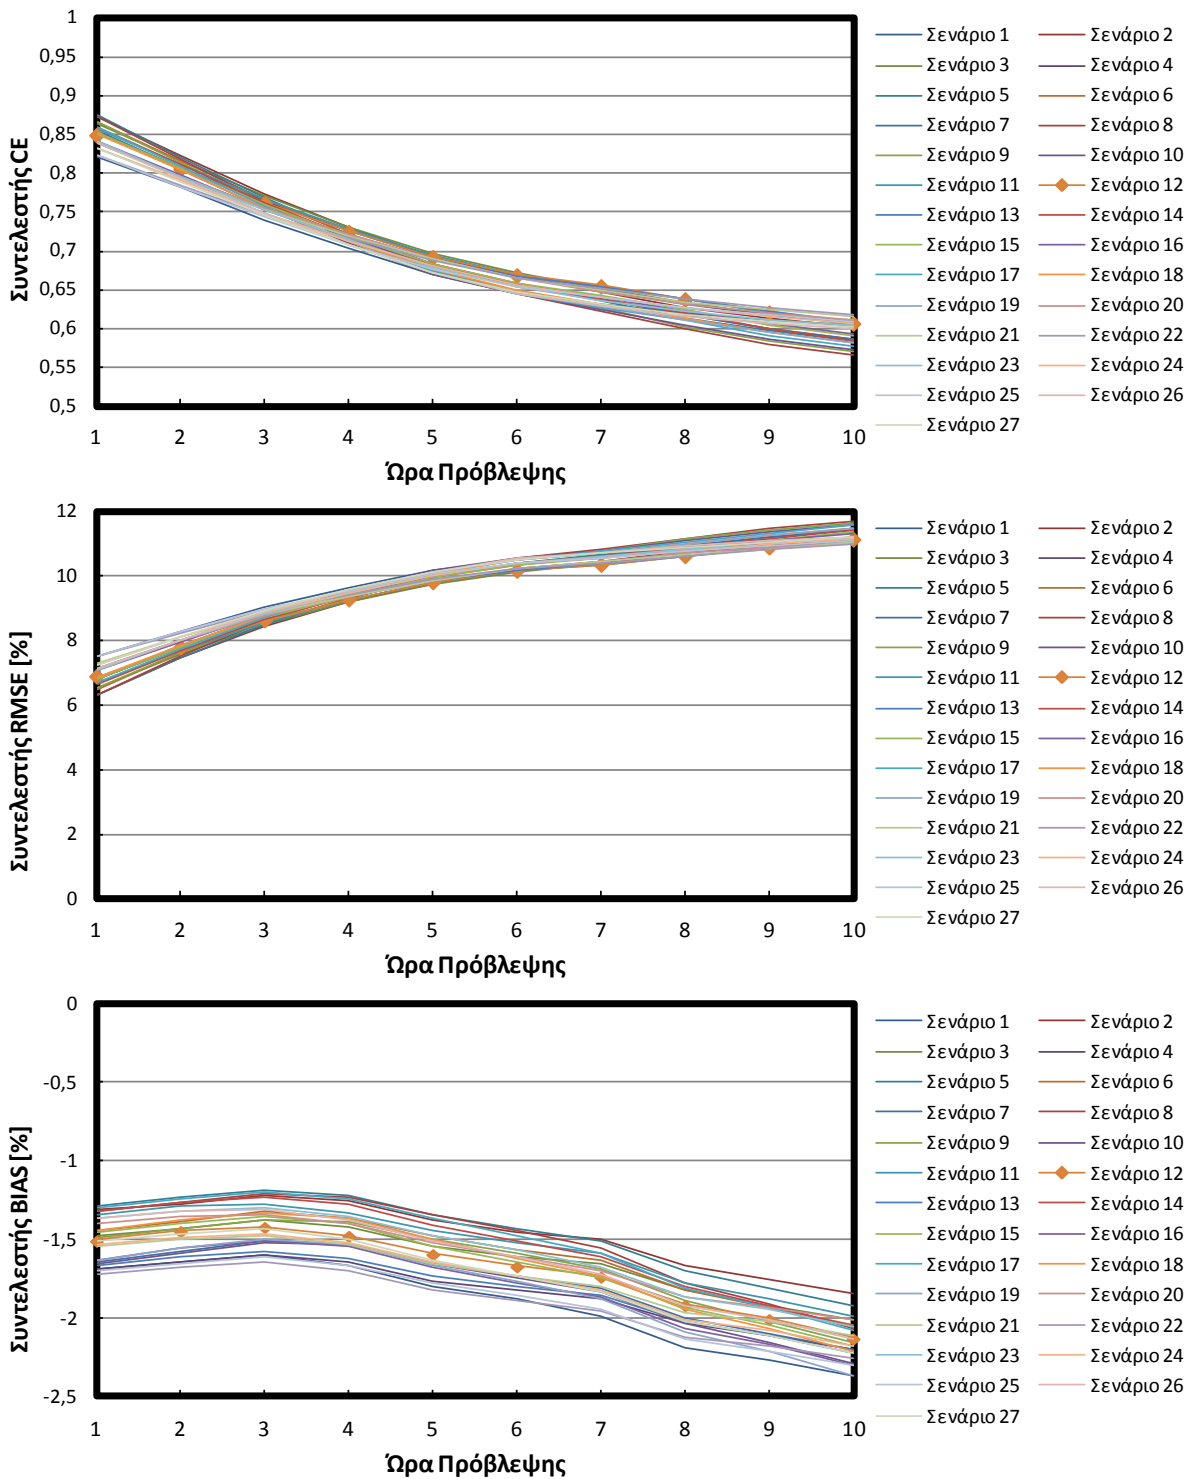 Συντελεστής CE
1
0,95
0,9
0,85
0,8
0,75
0,7
0,65
0,6
0,55
0,5
1 2 3 4 5 6 7 8 9 10
Ώρα Πρόβλεψης
Σενάριο 1 Σενάριο 2
Σενάριο 3 Σενάριο 4
Σενάριο 5 Σενάριο 6
Σενάριο 7 Σενάριο 8
Σενάριο 9 Σενάριο 10
Σενάριο 11 Σενάριο 12
Σενάριο 13 Σενάριο 14
Σενάριο 15 Σενάριο 16
Σενάριο 17 Σενάριο 18
Σενάριο 19 Σενάριο 20
Σενάριο 21 Σενάριο 22
Σενάριο 23 Σενάριο 24
Σενάριο 25 Σενάριο 26
Σενάριο 27
Συντελεστής RMSE [%]
12
10
8
6
4
2
0
1 2 3 4 5 6 7 8 9 10
Ώρα Πρόβλεψης
Σενάριο 1 Σενάριο 2
Σενάριο 3 Σενάριο 4
Σενάριο 5 Σενάριο 6
Σενάριο 7 Σενάριο 8
Σενάριο 9 Σενάριο 10
Σενάριο 11 Σενάριο 12
Σενάριο 13 Σενάριο 14
Σενάριο 15 Σενάριο 16
Σενάριο 17 Σενάριο 18
Σενάριο 19 Σενάριο 20
Σενάριο 21 Σενάριο 22
Σενάριο 23 Σενάριο 24
Σενάριο 25 Σενάριο 26
Σενάριο 27
Συντελεστής BIAS [%]
0
-0,5
-1
-1,5
-2
-2,5
1 2 3 4 5 6 7 8 9 10
Ώρα Πρόβλεψης
Σενάριο 1 Σενάριο 2
Σενάριο 3 Σενάριο 4
Σενάριο 5 Σενάριο 6
Σενάριο 7 Σενάριο 8
Σενάριο 9 Σενάριο 10
Σενάριο 11 Σενάριο 12
Σενάριο 13 Σενάριο 14
Σενάριο 15 Σενάριο 16
Σενάριο 17 Σενάριο 18
Σενάριο 19 Σενάριο 20
Σενάριο 21 Σενάριο 22
Σενάριο 23 Σενάριο 24
Σενάριο 25 Σενάριο 26
Σενάριο 27